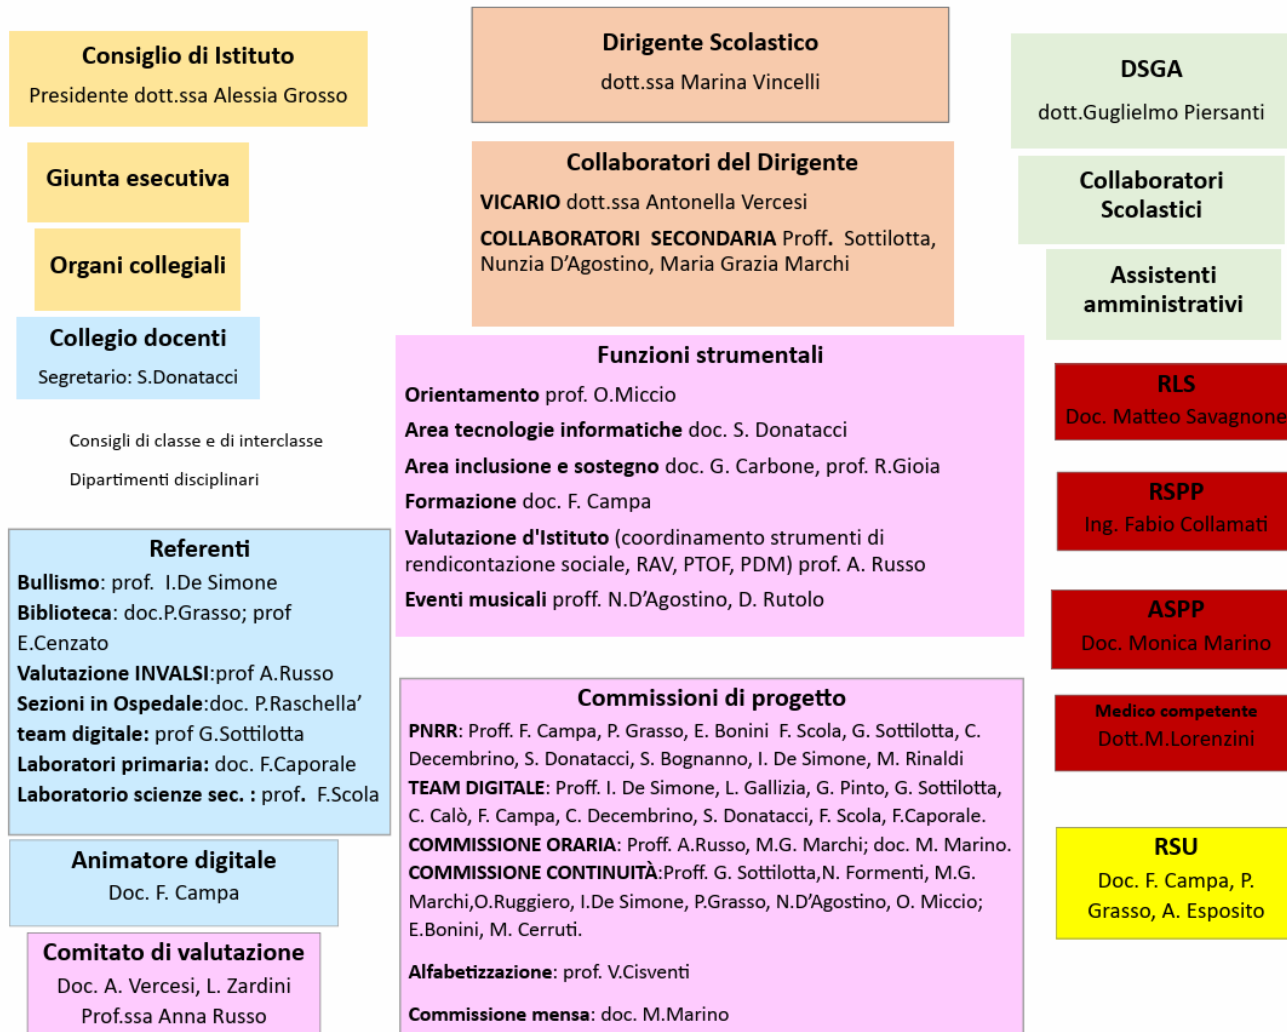 Consiglio di Istituto
Presidente dott.ssa Alessia Grosso
Giunta esecutiva
Organi collegiali
Collegio docenti
Segretario: S.Donatacci
Consigli di classe e di interclasse
Dipartimenti disciplinari
Referenti
Bullismo: prof.  I.De Simone
Biblioteca: doc.P.Grasso; prof
E.Cenzato
Valutazione INVALSI:prof A.Russo
Sezioni in Ospedale:doc. P.Raschella’
team digitale: prof G.Sottilotta
Laboratori primaria: doc. F.Caporale
Laboratorio scienze sec. : prof.  F.Scola
Animatore digitale
Doc. F. Campa
Comitato di valutazione
Doc. A. Vercesi, L. Zardini
Prof.ssa Anna Russo
Dirigente Scolastico
dott.ssa Marina Vincelli
Collaboratori del Dirigente
VICARIO dott.ssa Antonella Vercesi
COLLABORATORI  SECONDARIA Proff.  Sottilotta,
Nunzia D’Agostino, Maria Grazia Marchi
Funzioni strumentali
Orientamento prof. O.Miccio
Area tecnologie informatiche doc. S. Donatacci
Area inclusione e sostegno doc. G. Carbone, prof. R.Gioia
Formazione doc. F. Campa
Valutazione d'Istituto (coordinamento strumenti di
rendicontazione sociale, RAV, PTOF, PDM) prof. A. Russo
Eventi musicali proff. N.D’Agostino, D. Rutolo
Commissioni di progetto
PNRR: Proff. F. Campa, P. Grasso, E. Bonini  F. Scola, G. Sottilotta, C.
Decembrino, S. Donatacci, S. Bognanno, I. De Simone, M. Rinaldi
TEAM DIGITALE: Proff. I. De Simone, L. Gallizia, G. Pinto, G. Sottilotta,
C. Calò, F. Campa, C. Decembrino, S. Donatacci, F. Scola, F.Caporale.
COMMISSIONE ORARIA: Proff. A.Russo, M.G. Marchi; doc. M. Marino.
COMMISSIONE CONTINUITÀ:Proff. G. Sottilotta,N. Formenti, M.G.
Marchi,O.Ruggiero, I.De Simone, P.Grasso, N.D’Agostino, O. Miccio;
E.Bonini, M. Cerruti.
Alfabetizzazione: prof. V.Cisventi
Commissione mensa: doc. M.Marino
DSGA
dott.Guglielmo Piersanti
Collaboratori
Scolastici
Assistenti
amministrativi
RLS
Doc. Matteo Savagnone
RSPP
Ing. Fabio Collamati
ASPP
Doc. Monica Marino
Medico competente
Dott.M.Lorenzini
RSU
Doc. F. Campa, P.
Grasso, A. Esposito